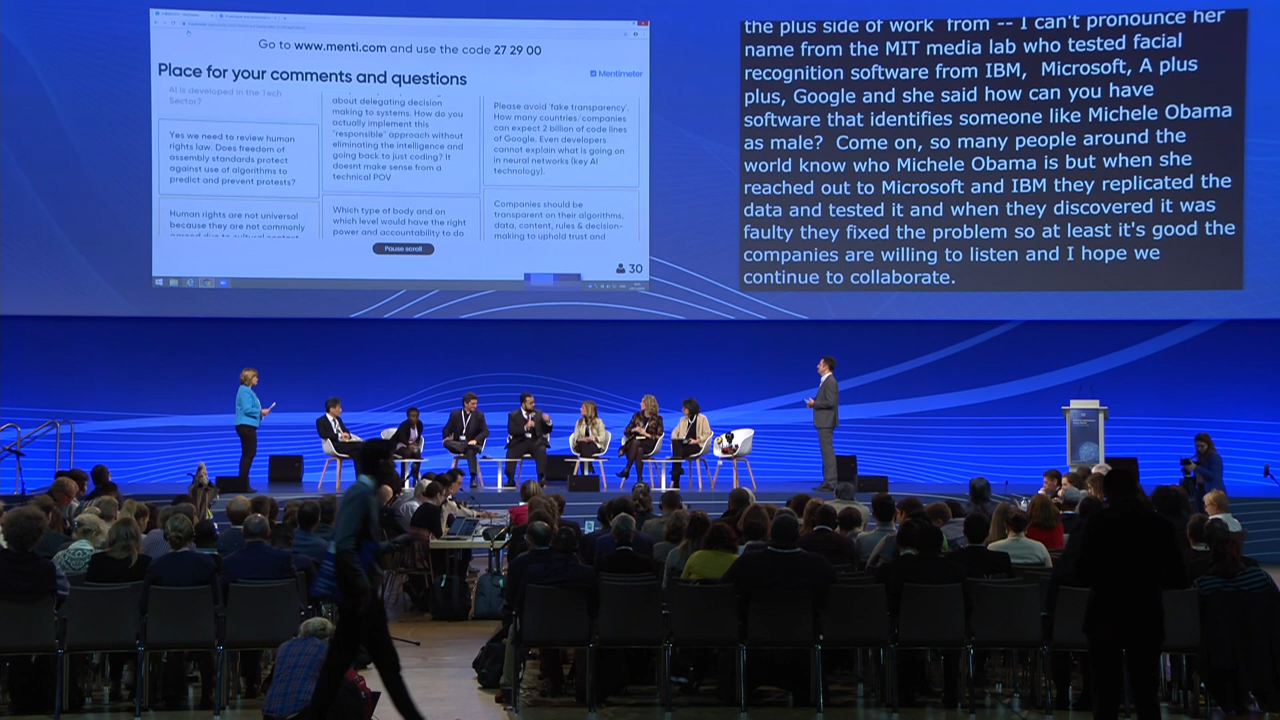 Go to www.menti.com and use the code 27 29 00
Place for your comments and questions
Mentimeter
AI is developed in the Tech
Sector?
Yes we need to review human
rights law. Does freedom of
assembly standards protect
against use of algorithms to
predict and prevent protests?
Human rights are not universal
because they are not commonly
agreed due to cultural context
about delegating decision
making to systems. How do you
actually implement this
"responsible" approach without
eliminating the intelligence and
going back to just coding? It
doesnt make sense from a
technical POV
Which type of body and on
which level would have the right
power and accountability to do
Please avoid 'fake transparency'.
How many countries/companies
can expect 2 billion of code lines
of Google. Even developers
cannot explain what is going on
in neural networks (key AI
technology).
Companies should be
transparent on their algorithms,
data, content, rules & decision-
making to uphold trust and
Pause scroll
30
the plus side of work from -- I can't pronounce her
name from the MIT media lab who tested facial
recognition software from IBM, Microsoft, A plus
plus, Google and she said how can you have
software that identifies someone like Michele Obama
as male? Come on, so many people around the
world know who Michele Obama is but when she
reached out to Microsoft and IBM they replicated the
data and tested it and when they discovered it was
faulty they fixed the problem so at least it's good the
companies are willing to listen and I hope we
continue to collaborate.